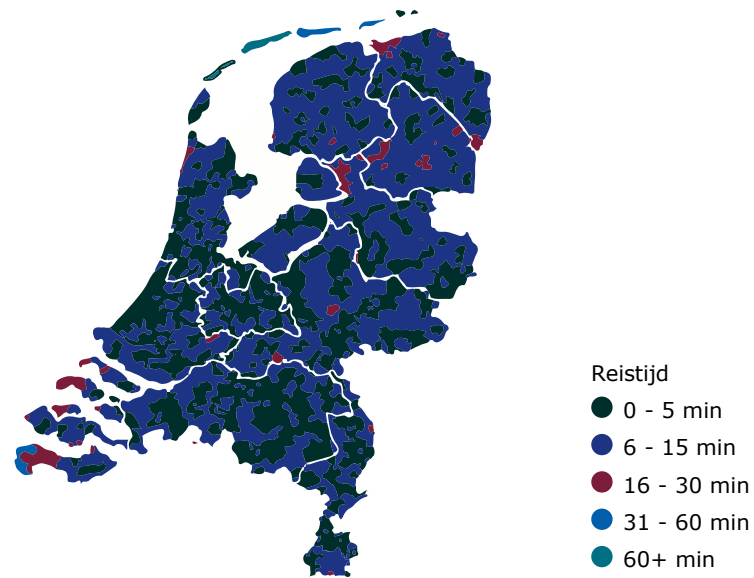 Reistijd
0 - 5 min
6 - 15 min
16 - 30 min
31 - 60 min
60+ min